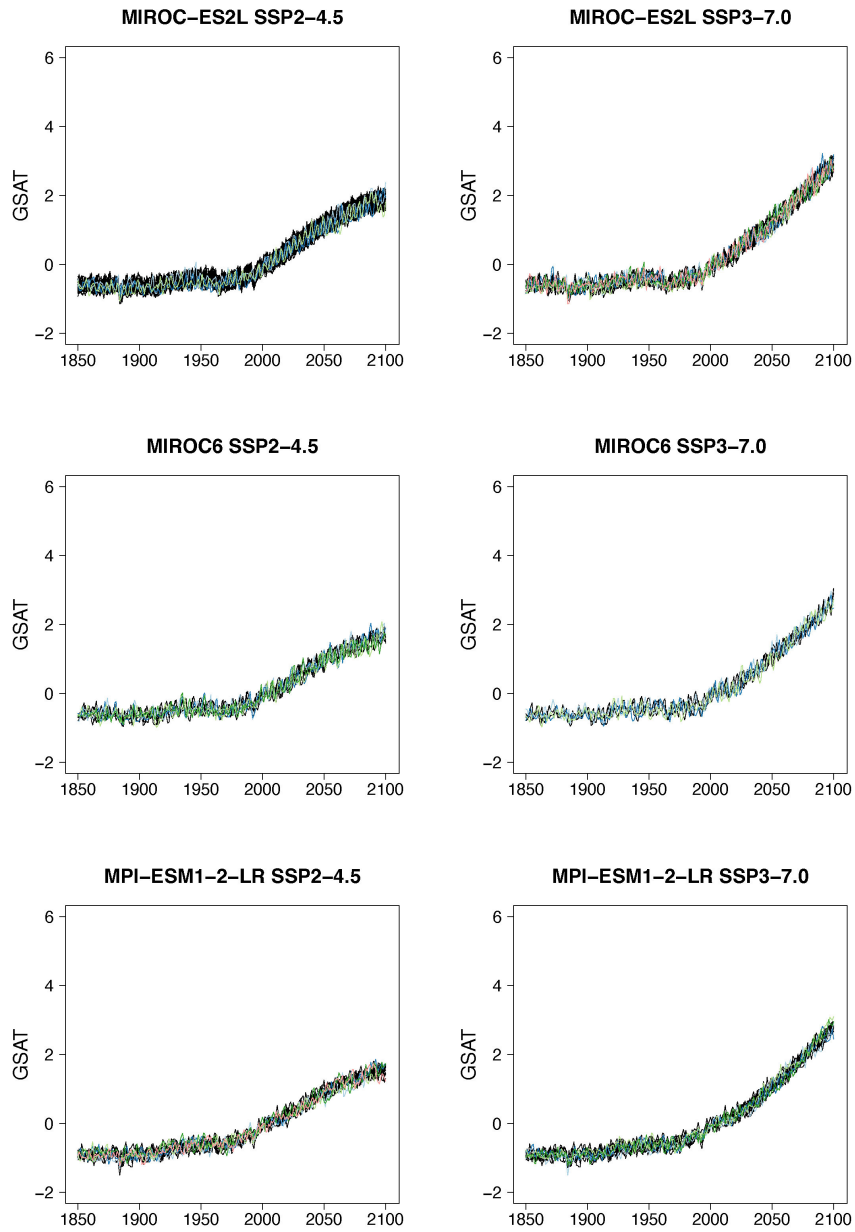 MIROC−ES2L SSP2−4.5
MIROC−ES2L SSP3−7.0
6
4
2
0
−2
GSAT
1850 1900 1950 2000 2050 2100
6
4
2
0
−2
GSAT
1850 1900 1950 2000 2050 2100
MIROC6 SSP2−4.5
MIROC6 SSP3−7.0
6
4
2
0
−2
GSAT
1850 1900 1950 2000 2050 2100
6
4
2
0
−2
GSAT
1850 1900 1950 2000 2050 2100
MPI−ESM1−2−LR SSP2−4.5
MPI−ESM1−2−LR SSP3−7.0
6
4
2
0
−2
GSAT
1850 1900 1950 2000 2050 2100
6
4
2
0
−2
GSAT
1850 1900 1950 2000 2050 2100